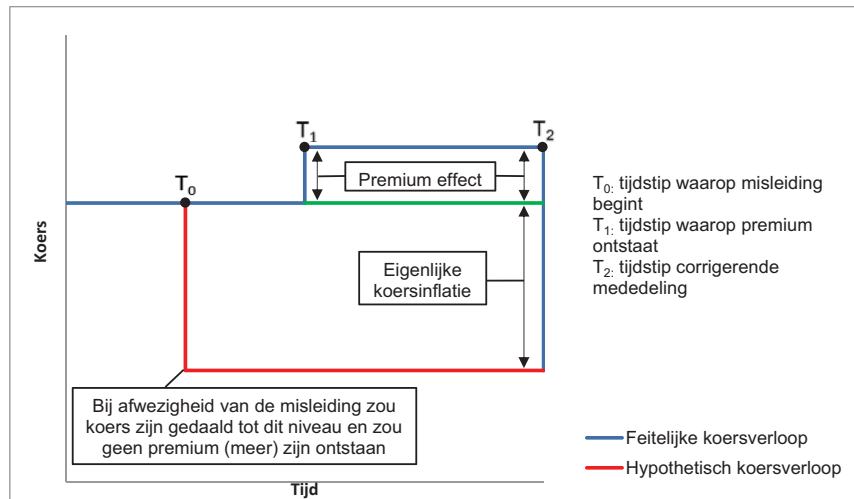 T1
T2
Premium effect
T0
T0: tijdstip waarop misleiding
begint
T1: tijdstip waarop premium
ontstaat
T2: tijdstip corrigerende
mededeling
Koers
Eigenlijke
koersinflatie
Bij afwezigheid van de misleiding zou
koers zijn gedaald tot dit niveau en zou
geen premium (meer) zijn ontstaan
Feitelijke koersverloop
Hypothetisch koersverloop
Tijd